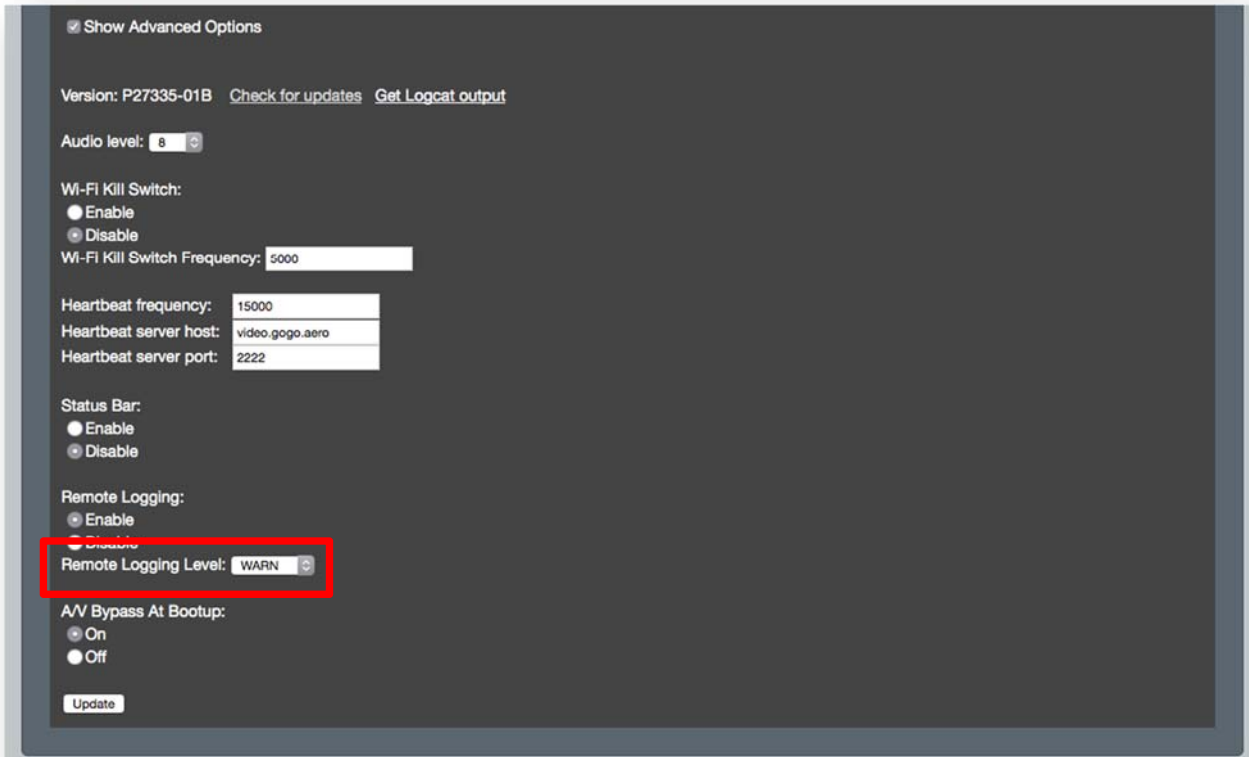 Show Advanced Options
Version: P27335-01B Check for updates Get Logcat output
Audio level: 8
Wi-Fi Kill Switch:
Enable
Disable
Wi-Fi Kill Switch Frequency: 5000
Heartbeat frequency: 15000
Heartbeat server host: video.gogo.aero
Heartbeat server port: 2222
Status Bar:
Enable
Disable
Remote Logging:
Enable
Disable
Remote Logging Level: WARN
A/V Bypass At Bootup:
On
Off
Update